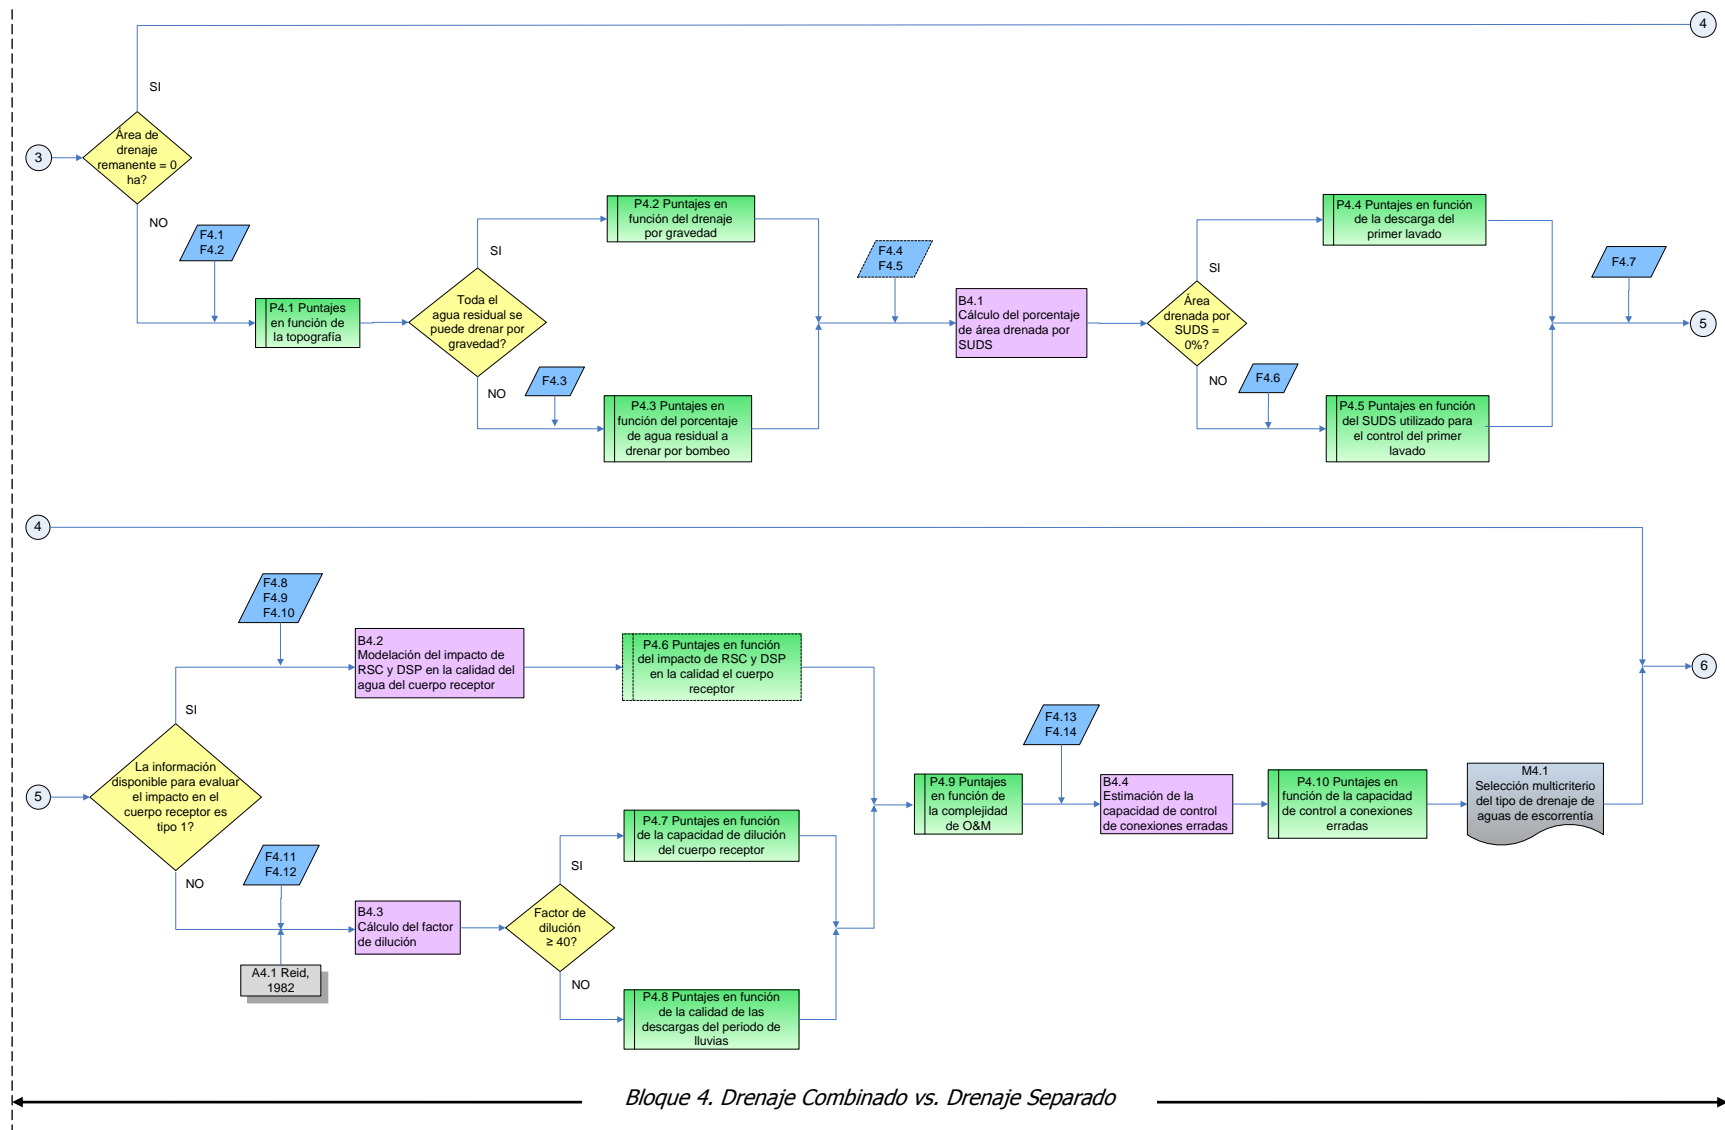 4
SI
Área de
drenaje
remanente = 0
ha?
3
NO
F4.1
F4.2
P4.1 Puntajes
en función de
la topografía
Toda el
agua residual se
puede drenar por
gravedad?
SI
P4.2 Puntajes en
función del drenaje
por gravedad
NO
F4.3
P4.3 Puntajes en
función del porcentaje
de agua residual a
drenar por bombeo
F4.4
F4.5
B4.1
Cálculo del porcentaje
de área drenada por
SUDS
Área
drenada por
SUDS =
0%?
SI
P4.4 Puntajes en función
de la descarga del
primer lavado
NO
F4.6
P4.5 Puntajes en función
del SUDS utilizado para
el control del primer
lavado
F4.7
5
4
F4.8
F4.9
F4.10
B4.2
Modelación del impacto de
RSC y DSP en la calidad del
agua del cuerpo receptor
P4.6 Puntajes en función
del impacto de RSC y DSP
en la calidad el cuerpo
receptor
SI
La información
disponible para evaluar
el impacto en el
cuerpo receptor es
tipo 1?
5
NO
F4.11
F4.12
A4.1 Reid,
1982
B4.3
Cálculo del factor
de dilución
Factor de
dilución
≥ 40?
SI
P4.7 Puntajes en función
de la capacidad de dilución
del cuerpo receptor
NO
P4.8 Puntajes en función
de la calidad de las
descargas del periodo de
lluvias
P4.9 Puntajes
en función de
la complejidad
de O&M
F4.13
F4.14
B4.4
Estimación de la
capacidad de control
de conexiones erradas
P4.10 Puntajes en
función de la capacidad
de control a conexiones
erradas
M4.1
Selección multicriterio
del tipo de drenaje de
aguas de escorrentía
6
Bloque 4. Drenaje Combinado vs. Drenaje Separado